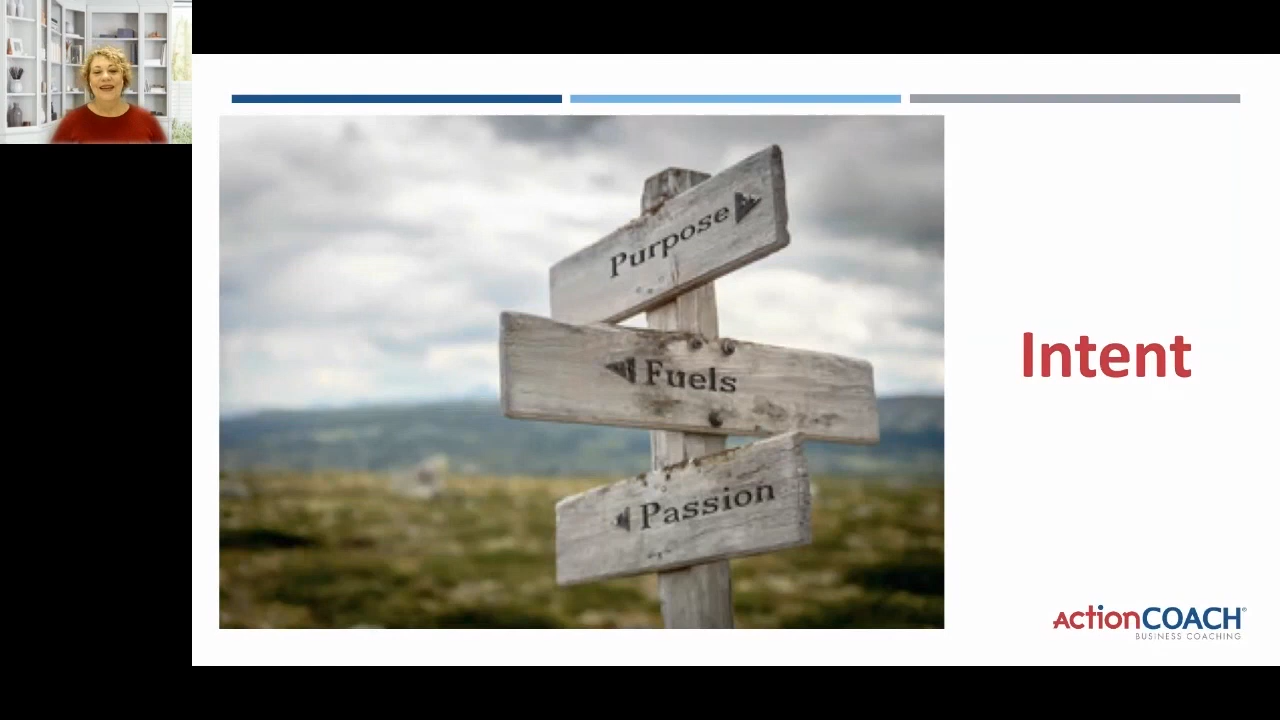 Purpose
Fuels
Passion
Intent
ActionCOACH®
BUSINESS COACHING